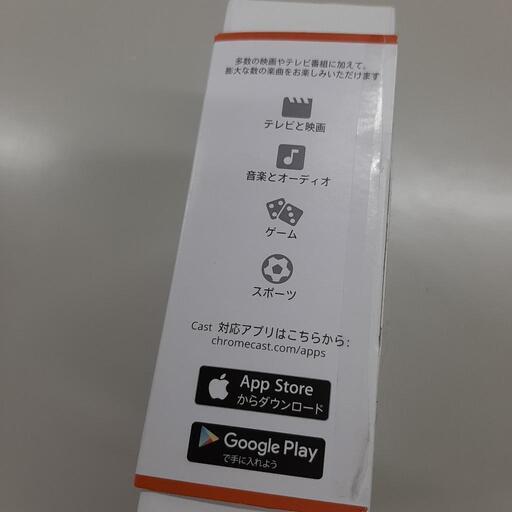 多数の映画やテレビ番組に加えて、
膨大な数の楽曲をお楽しみいただけます
テレビと映画
音楽とオーディオ
ゲーム
スポーツ
Cast 対応アプリはこちらから:
chromecast.com/apps
App Store
からダウンロード
Google Play
で手に入れよう